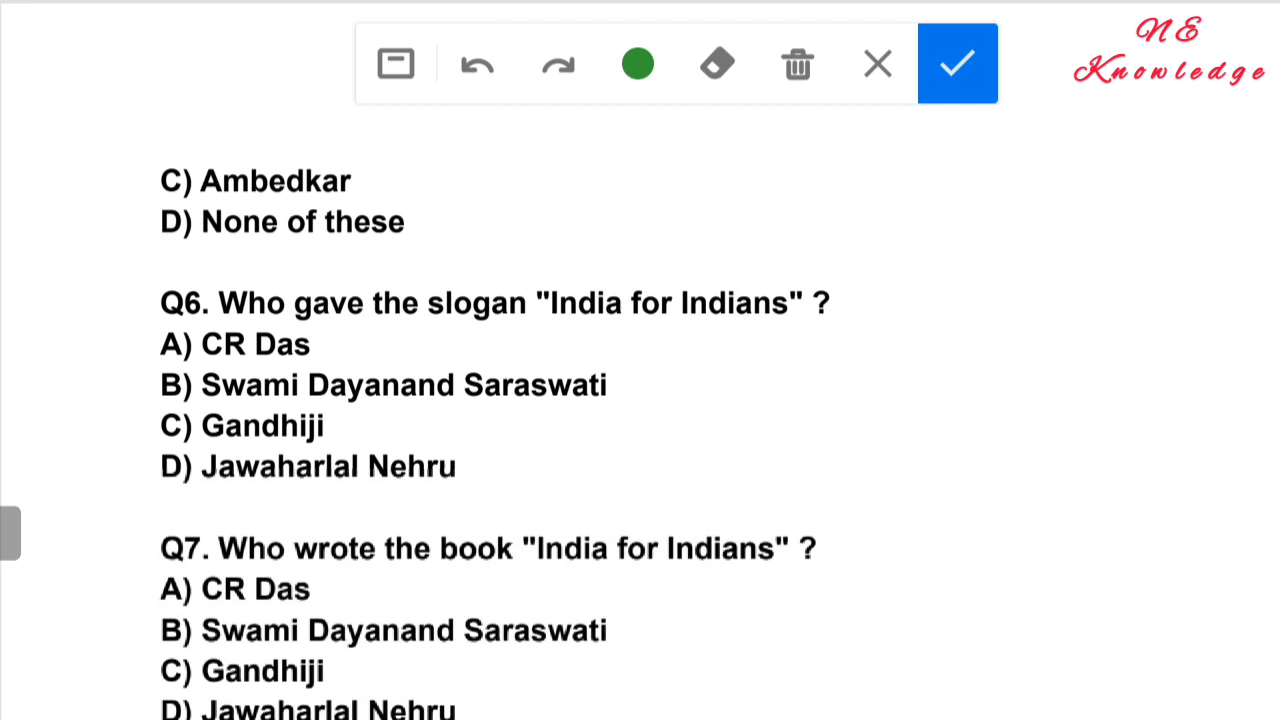 NE
Knowledge
C) Ambedkar
D) None of these
Q6. Who gave the slogan "India for Indians" ?
A) CR Das
B) Swami Dayanand Saraswati
C) Gandhiji
D) Jawaharlal Nehru
Q7. Who wrote the book "India for Indians" ?
A) CR Das
B) Swami Dayanand Saraswati
C) Gandhiji
D) Jawaharlal Nehru